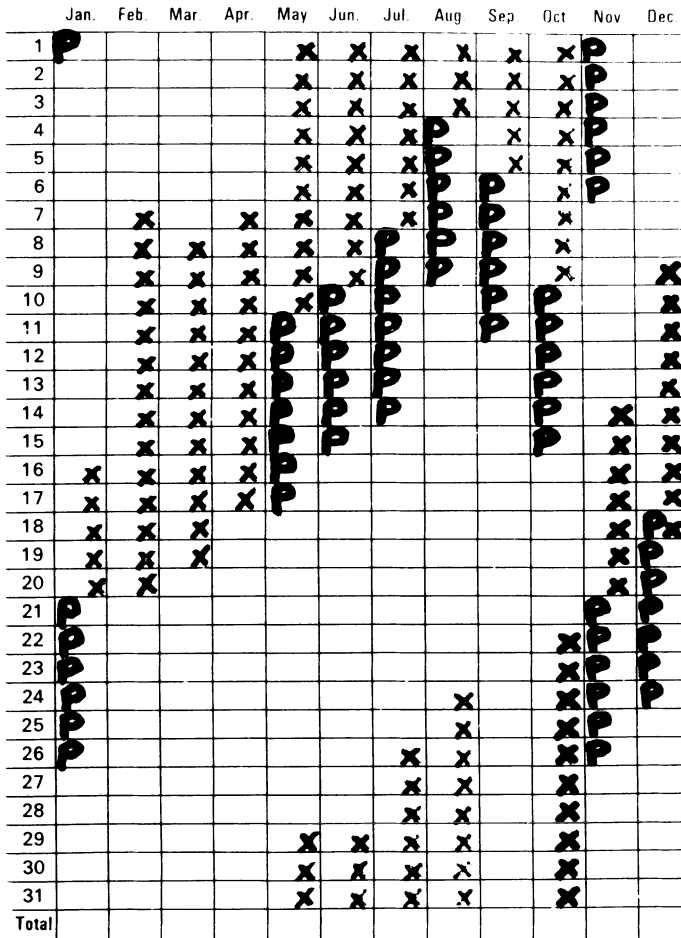 Jan. Feb. Mar. Apr. May Jun. Jul. Aug. Sep. Oct Nov Dec.
1 P X X X X X X P
2 X X X X X X P
3 X X X X X X P
4 X X X P X X P
5 X X X P X X P
6 X X X P P X P
7 X X X X X P P X
8 X X X X X P P P X
9 X X X X X P P P X X
10 X X X X P P P P X
11 X X X P P P P P X
12 X X X P P P P X
13 X X X P P P P X
14 X X X P P P P X X
15 X X X P P P X X
16 X X X X P X X
17 X X X X P X X
18 X X X X P X
19 X X X X P
20 X X X P
21 P P P
22 P X P P
23 P X P P
24 P X X P P
25 P X X P
26 P X X X P
27 X X X
28 X X X
29 X X X X X
30 X X X X X
31 X X X X X
Total